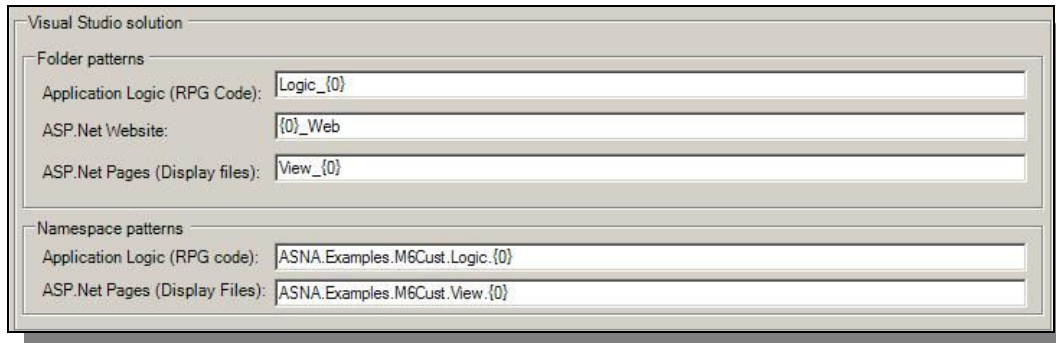 Visual Studio solution
Folder patterns
Application Logic (RPG Code): Logic_{0}
ASP.Net Website: {0}_Web
ASP.Net Pages (Display files): View_{0}
Namespace patterns
Application Logic (RPG code): ASNA.Examples.M6Cust.Logic.{0}
ASP.Net Pages (Display Files): ASNA.Examples.M6Cust.View.{0}